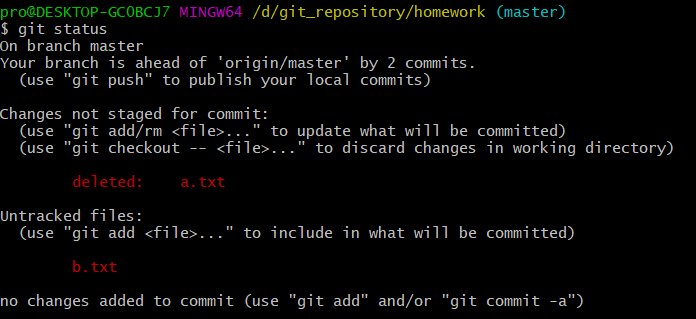 pro@DESKTOP-GC0BCJ7 MINGW64 /d/git_repository/homework (master)
$ git status
On branch master
Your branch is ahead of 'origin/master' by 2 commits.
  (use "git push" to publish your local commits)

Changes not staged for commit:
  (use "git add/rm <file>..." to update what will be committed)
  (use "git checkout -- <file>..." to discard changes in working directory)

        deleted:    a.txt

Untracked files:
  (use "git add <file>..." to include in what will be committed)

        b.txt

no changes added to commit (use "git add" and/or "git commit -a")